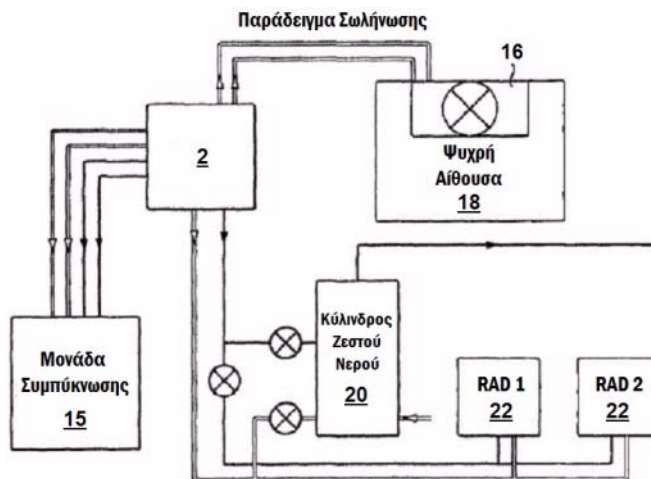 Παράδειγμα Σωλήνωσης
16
2
Ψυχρή
Αίθουσα
18
Κύλινδρος
Ζεστού
Νερού
20
Μονάδα
Συμπύκνωσης
15
RAD 1
22
RAD 2
22